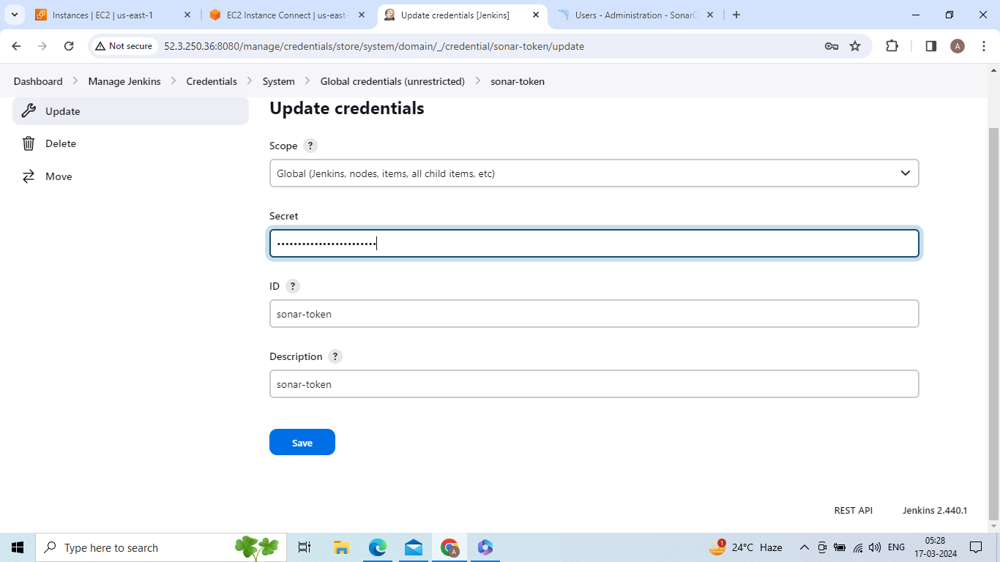 Instances | EC2 | us-east-1
EC2 Instance Connect | us-east-
Update credentials [Jenkins]
Users - Administration - SonarQ
Not secure
52.3.250.36:8080/manage/credentials/store/system/domain/_/credential/sonar-token/update
A
Dashboard
Manage Jenkins
Credentials
System
Global credentials (unrestricted)
sonar-token
Update
Delete
Move
Update credentials
Scope ?
Global (Jenkins, nodes, items, all child items, etc)
Secret
••••••••••••••••••••••••
ID ?
sonar-token
Description ?
sonar-token
Save
REST API
Jenkins 2.440.1
Type here to search
A
1
24°C Haze
ENG
05:28
17-03-2024